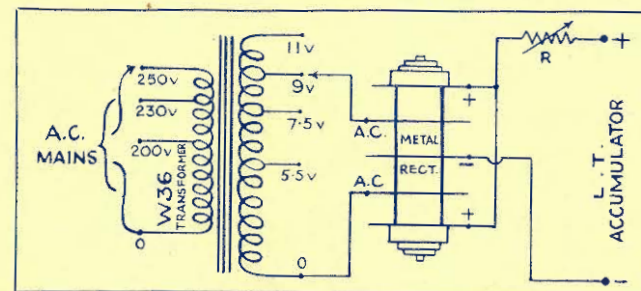 A.C.
MAINS
250v
230v
200v
0
W36
TRANSFORMER
11v
9v
7.5v
5.5v
0
A.C.
A.C
METAL
RECT.
+
−
+
R
+
L.T.
ACCUMULATOR
-